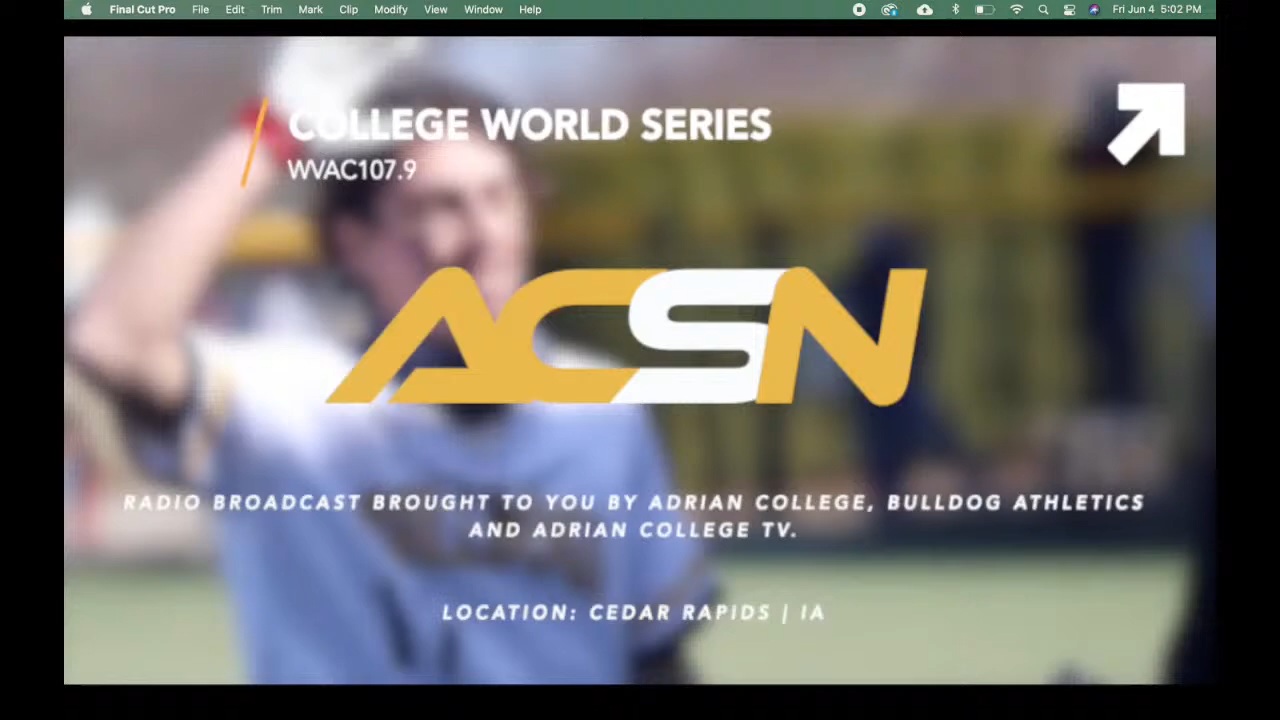 Final Cut Pro File Edit Trim Mark Clip Modify View Window Help Fri Jun 4 5:02 PM
COLLEGE WORLD SERIES
WVAC107.9
ACSN
RADIO BROADCAST BROUGHT TO YOU BY ADRIAN COLLEGE, BULLDOG ATHLETICS
AND ADRIAN COLLEGE TV.
LOCATION: CEDAR RAPIDS | IA